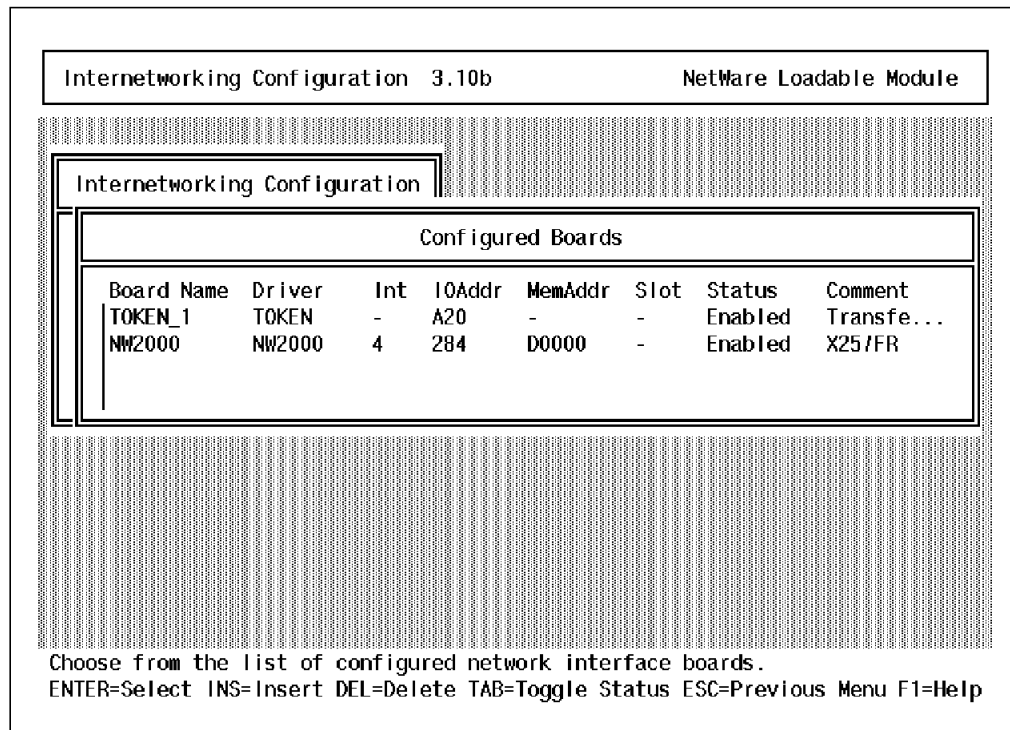 Internetworking Configuration 3.10b NetWare Loadable Module
Internetworking Configuration
Configured Boards
Board Name Driver Int IOAddr MemAddr Slot Status Comment
TOKEN_1 TOKEN - A20 - - Enabled Transfe...
NW2000 NW2000 4 284 D0000 - Enabled X25/FR
Choose from the list of configured network interface boards.
ENTER=Select INS=Insert DEL=Delete TAB=Toggle Status ESC=Previous Menu F1=Help